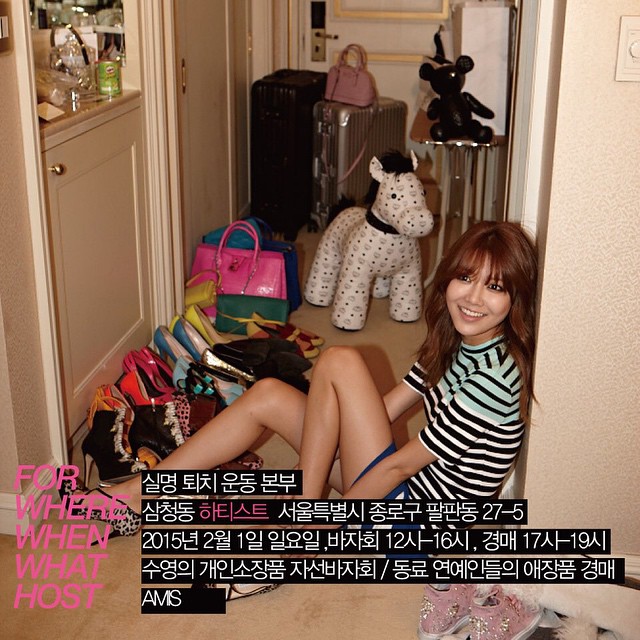 FOR 실명 퇴치 운동 본부
WHERE 삼청동 하티스트 서울특별시 종로구 팔판동 27-5
WHEN 2015년 2월 1일 일요일 ,바자회 12시-16시 , 경매 17시-19시
WHAT 수영의 개인소장품 자선바자회 / 동료 연예인들의 애장품 경매
HOST AMIS